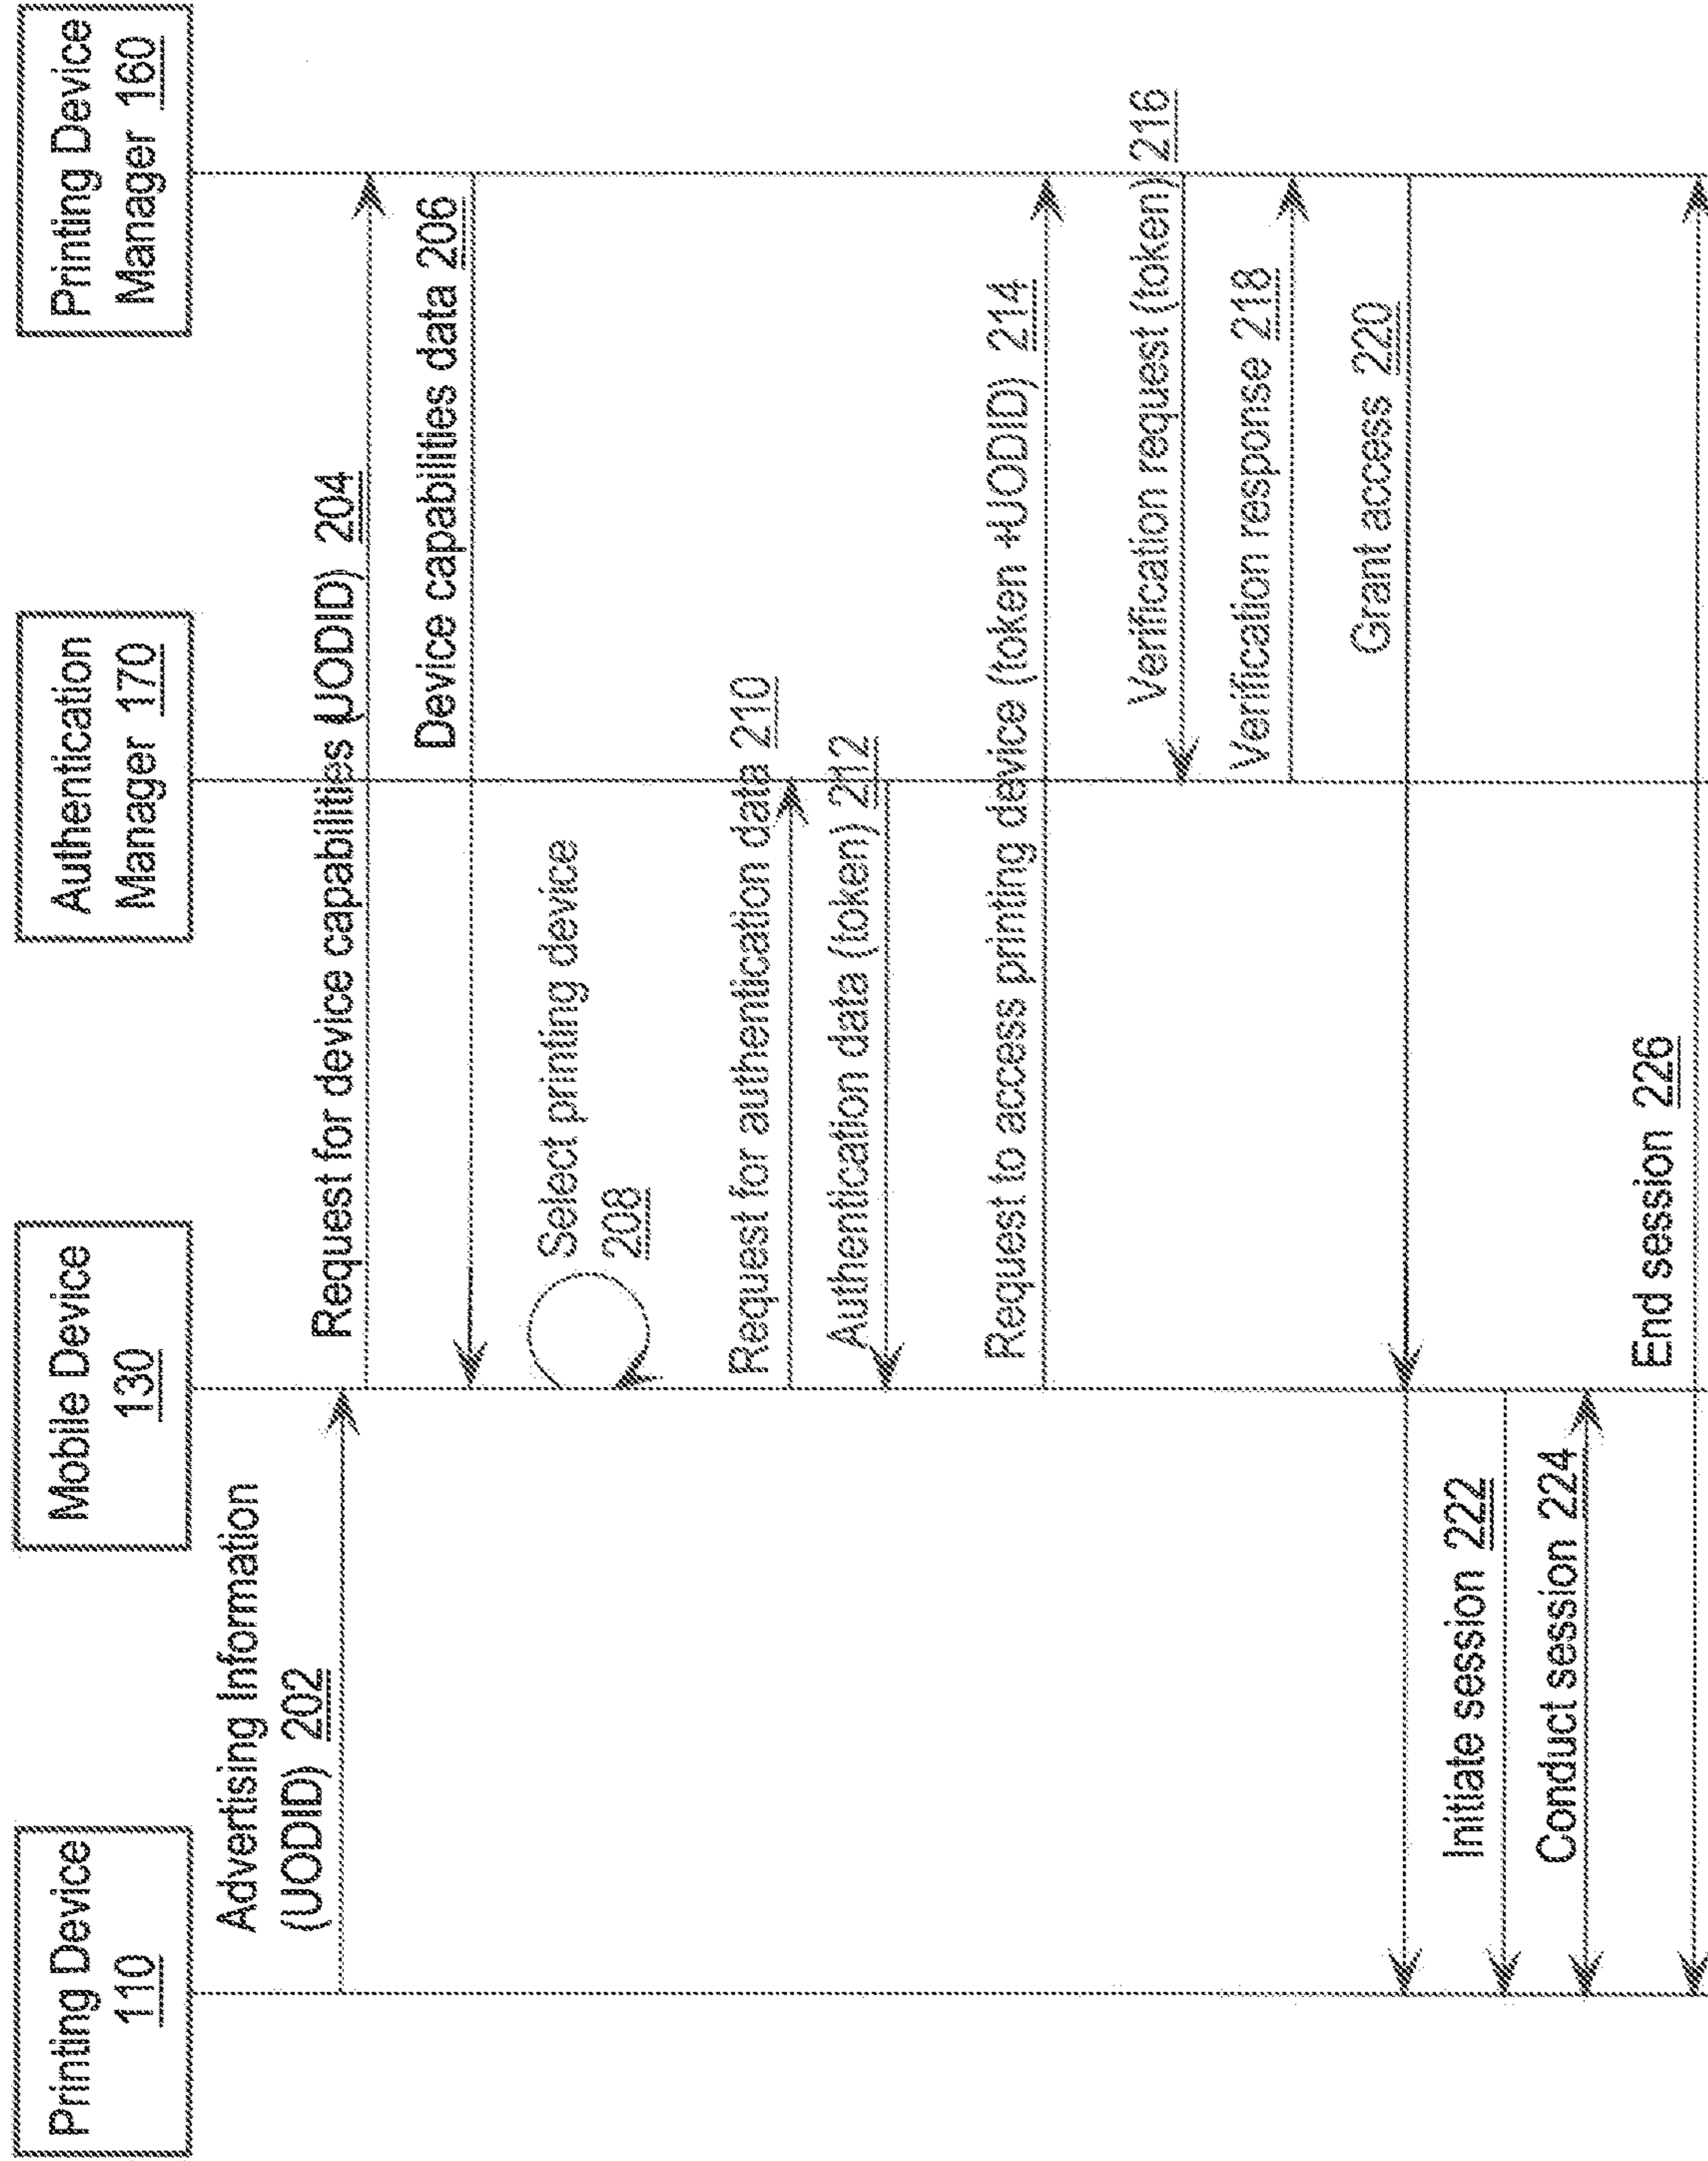 Printing Device
110
Mobile Device
130
Authentication
Manager 170
Printing Device
Manager 160
Advertising Information
(UODID) 202
Request for device capabilities (UODID) 204
Device capabilities data 206
Select printing device
208
Request for authentication data 210
Authentication data (token) 212
Request to access printing device (token +UODID) 214
Verification request (token) 216
Verification response 218
Grant access 220
Initiate session 222
Conduct session 224
End session 226